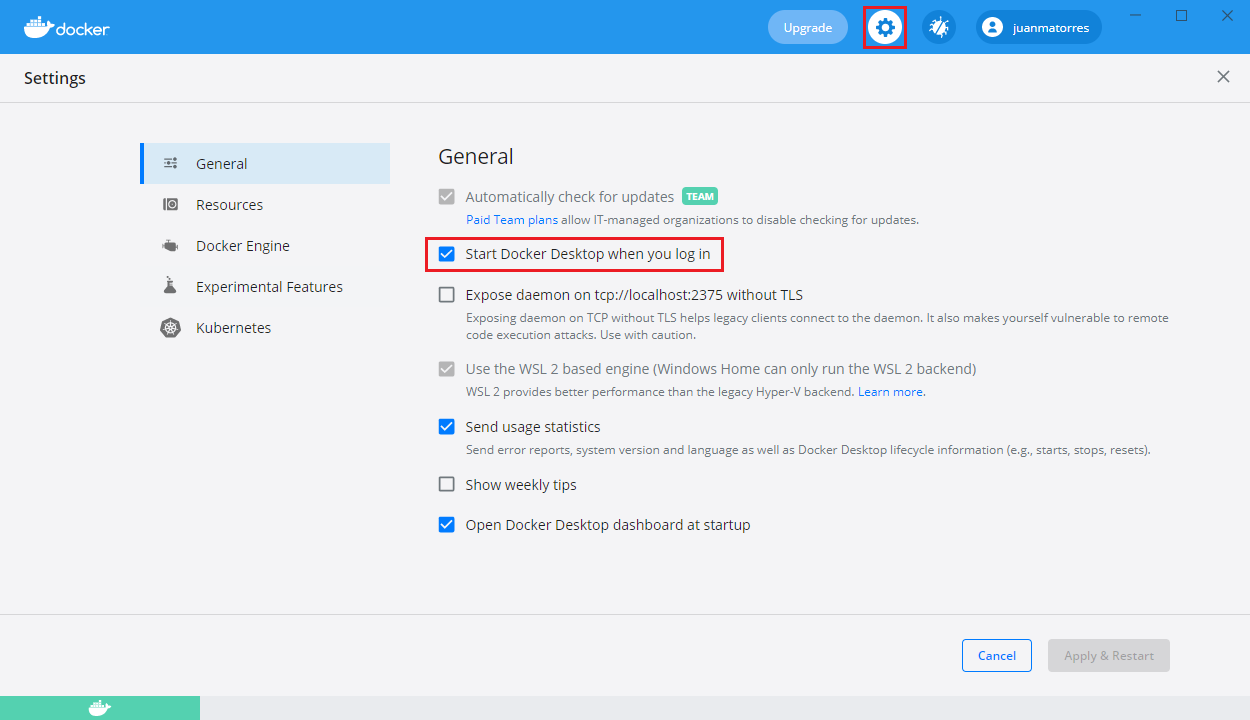 docker
Upgrade
juanmatorres
Settings
General
Resources
Docker Engine
Experimental Features
Kubernetes
General
Automatically check for updates TEAM
Paid Team plans allow IT-managed organizations to disable checking for updates.
Start Docker Desktop when you log in
Expose daemon on tcp://localhost:2375 without TLS
Exposing daemon on TCP without TLS helps legacy clients connect to the daemon. It also makes yourself vulnerable to remote
code execution attacks. Use with caution.
Use the WSL 2 based engine (Windows Home can only run the WSL 2 backend)
WSL 2 provides better performance than the legacy Hyper-V backend. Learn more.
Send usage statistics
Send error reports, system version and language as well as Docker Desktop lifecycle information (e.g., starts, stops, resets).
Show weekly tips
Open Docker Desktop dashboard at startup
Cancel
Apply & Restart